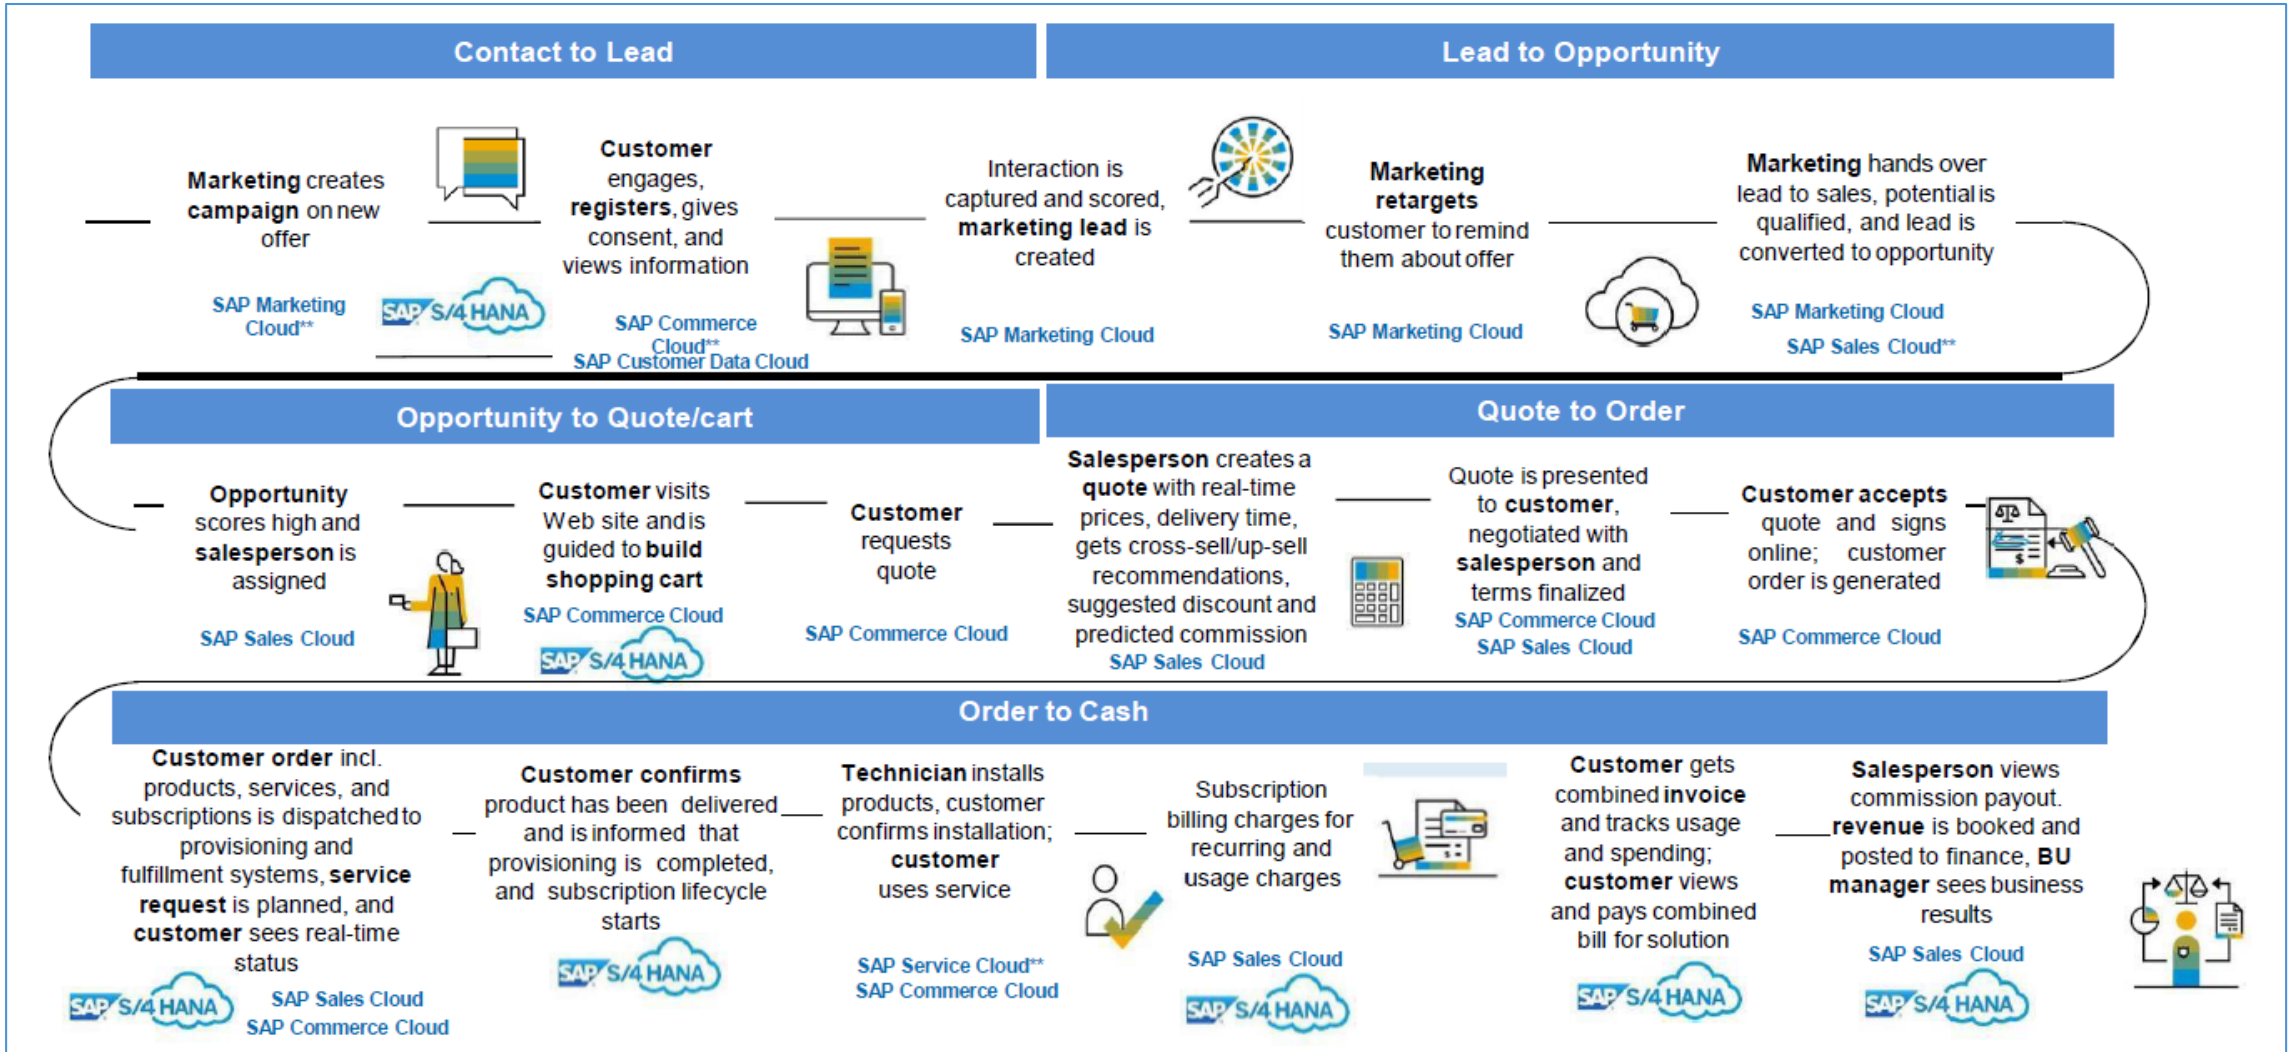 Contact to Lead
Lead to Opportunity
Marketing creates
campaign on new
offer
SAP Marketing
Cloud**
SAP S/4 HANA
Customer
engages,
registers, gives
consent, and
views information
SAP Commerce
Cloud**
SAP Customer Data Cloud
Interaction is
captured and scored,
marketing lead is
created
SAP Marketing Cloud
Marketing
retargets
customer to remind
them about offer
SAP Marketing Cloud
Marketing hands over
lead to sales, potential is
qualified, and lead is
converted to opportunity
SAP Marketing Cloud
SAP Sales Cloud**
Opportunity to Quote/cart
Quote to Order
Opportunity
scores high and
salesperson is
assigned
SAP Sales Cloud
Customer visits
Web site and is
guided to build
shopping cart
SAP Commerce Cloud
SAP S/4 HANA
Customer
requests
quote
SAP Commerce Cloud
Salesperson creates a
quote with real-time
prices, delivery time,
gets cross-sell/up-sell
recommendations,
suggested discount and
predicted commission
SAP Sales Cloud
Quote is presented
to customer,
negotiated with
salesperson and
terms finalized
SAP Commerce Cloud
SAP Sales Cloud
Customer accepts
quote and signs
online; customer
order is generated
SAP Commerce Cloud
$
Order to Cash
Customer order incl.
products, services, and
subscriptions is dispatched to
provisioning and
fulfillment systems, service
request is planned, and
customer sees real-time
status
SAP S/4 HANA
SAP Sales Cloud
SAP Commerce Cloud
Customer confirms
product has been delivered
and is informed that
provisioning is completed,
and subscription lifecycle
starts
SAP S/4 HANA
Technician installs
products, customer
confirms installation;
customer
uses service
SAP Service Cloud**
SAP Commerce Cloud
Subscription
billing charges for
recurring and
usage charges
SAP Sales Cloud
SAP S/4 HANA
Customer gets
combined invoice
and tracks usage
and spending;
customer views
and pays combined
bill for solution
SAP S/4 HANA
Salesperson views
commission payout.
revenue is booked and
posted to finance, BU
manager sees business
results
SAP Sales Cloud
SAP S/4 HANA